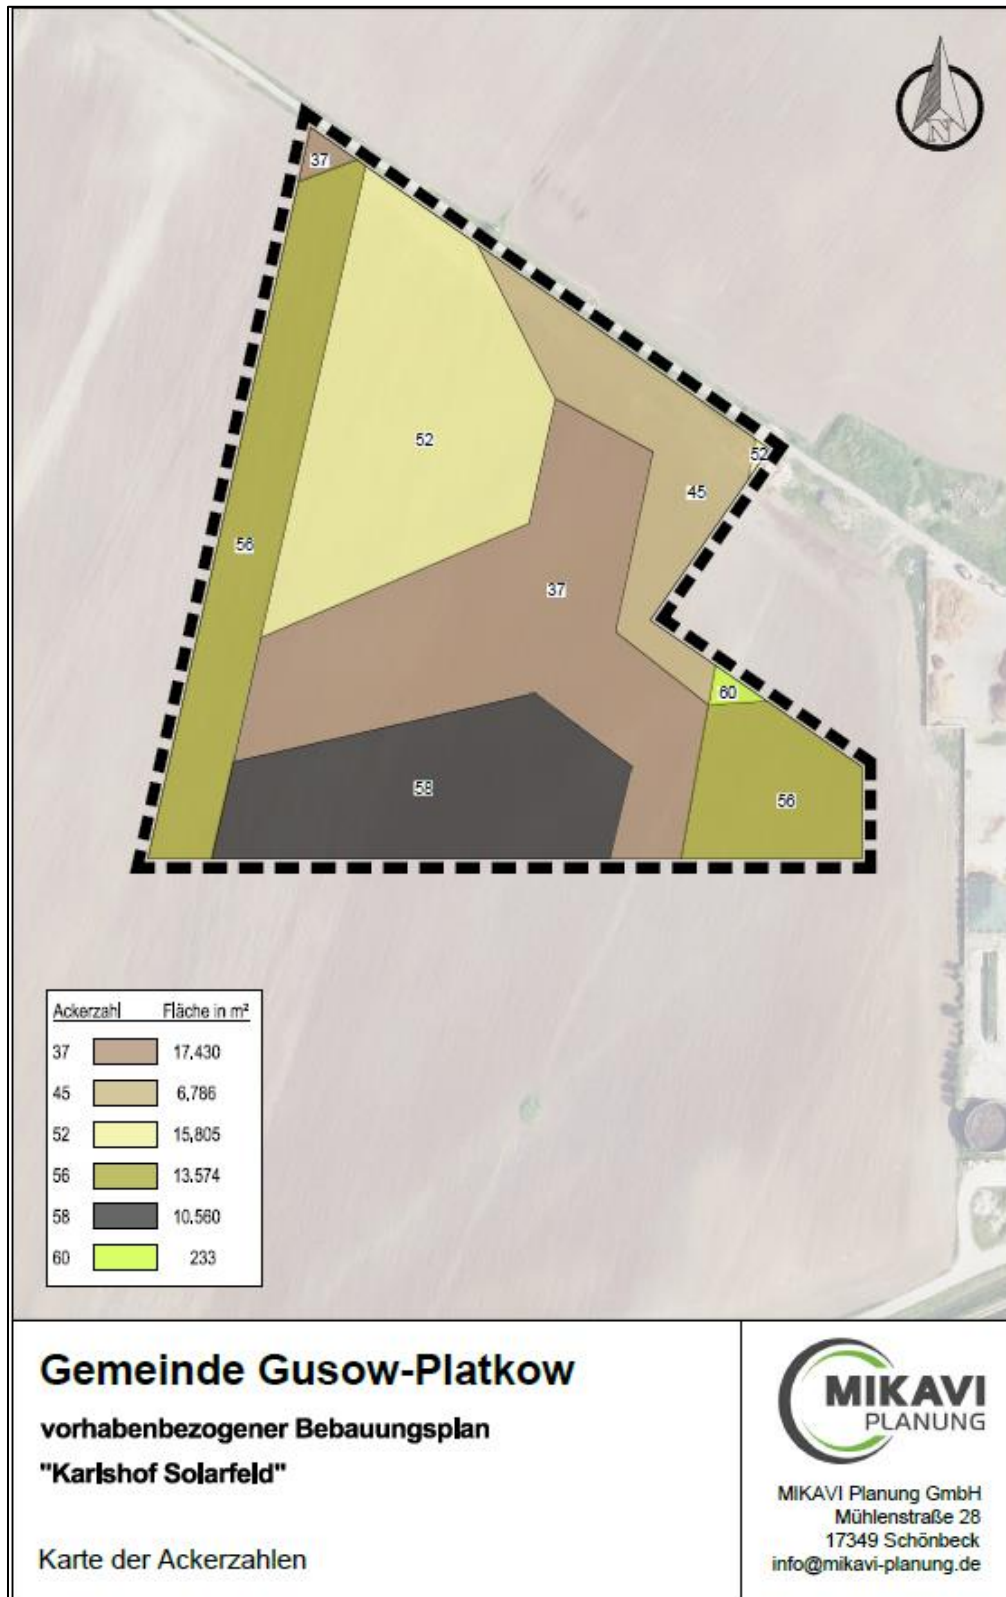 N
37
52
52
45
56
37
60
58
56
Ackerzahl Fläche in m²
37 17.430
45 6.786
52 15.805
56 13.574
58 10.560
60 233
Gemeinde Gusow-Platkow
vorhabenbezogener Bebauungsplan
"Karlshof Solarfeld"
Karte der Ackerzahlen
MIKAVI
PLANUNG
MIKAVI Planung GmbH
Mühlenstraße 28
17349 Schönbeck
info@mikavi-planung.de